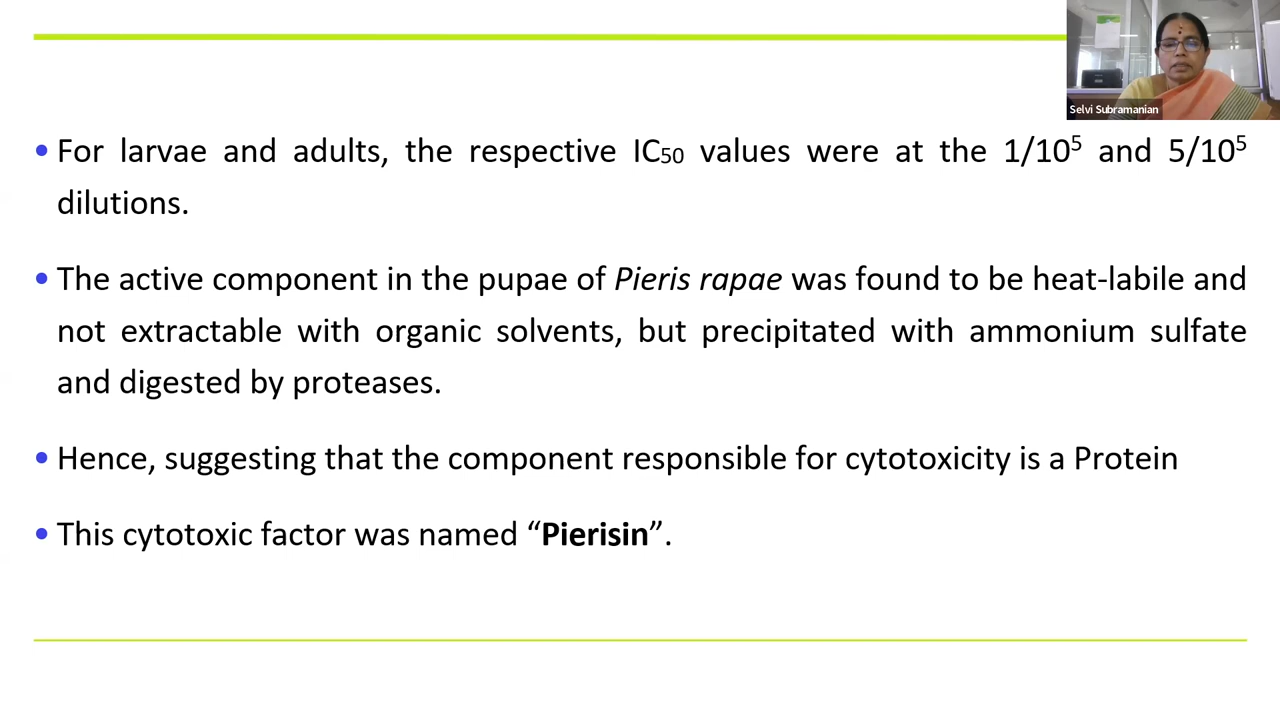 Selvi Subramanian
• For larvae and adults, the respective IC₅₀ values were at the 1/10⁵ and 5/10⁵
dilutions.
• The active component in the pupae of Pieris rapae was found to be heat-labile and
not extractable with organic solvents, but precipitated with ammonium sulfate
and digested by proteases.
• Hence, suggesting that the component responsible for cytotoxicity is a Protein
• This cytotoxic factor was named “Pierisin”.